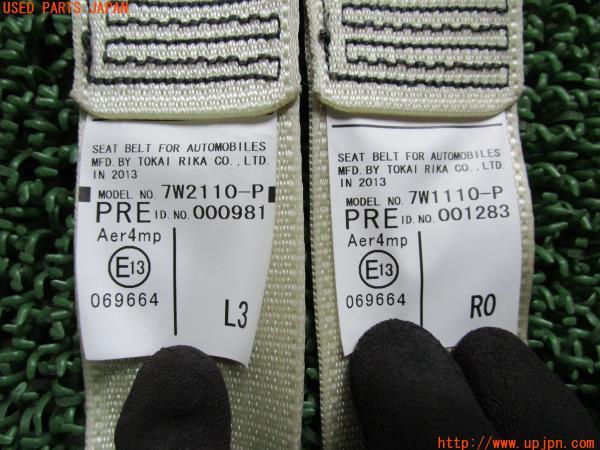 USED PARTS JAPAN
SEAT BELT FOR AUTOMOBILES
MFD. BY TOKAI RIKA CO., LTD.
IN 2013
MODEL NO. 7W2110-P
PRE ID. NO. 000981
Aer4mp
E13
069664
L3
SEAT BELT FOR AUTOMOBILES
MFD. BY TOKAI RIKA CO., LTD.
IN 2013
MODEL NO. 7W1110-P
PRE ID. NO. 001283
Aer4mp
E13
069664
R0
http://www.upjpn.com/